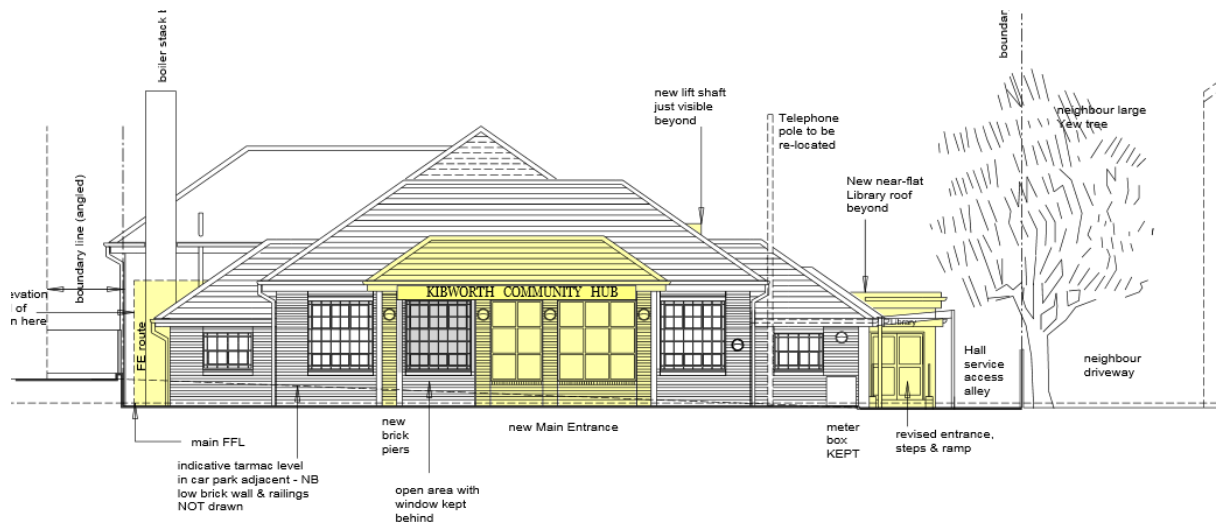 boiler stack b
boundary
new lift shaft
just visible
beyond
Telephone
pole to be
re-located
neighbour large
Yew tree
New near-flat
Library roof
beyond
boundary line (angled)
evation
of
n here
FE route
KIBWORTH COMMUNITY HUB
Library
Hall
service
access
alley
neighbour
driveway
main FFL
new
brick
piers
new Main Entrance
meter
box
KEPT
revised entrance,
steps & ramp
indicative tarmac level
in car park adjacent - NB
low brick wall & railings
NOT drawn
open area with
window kept
behind